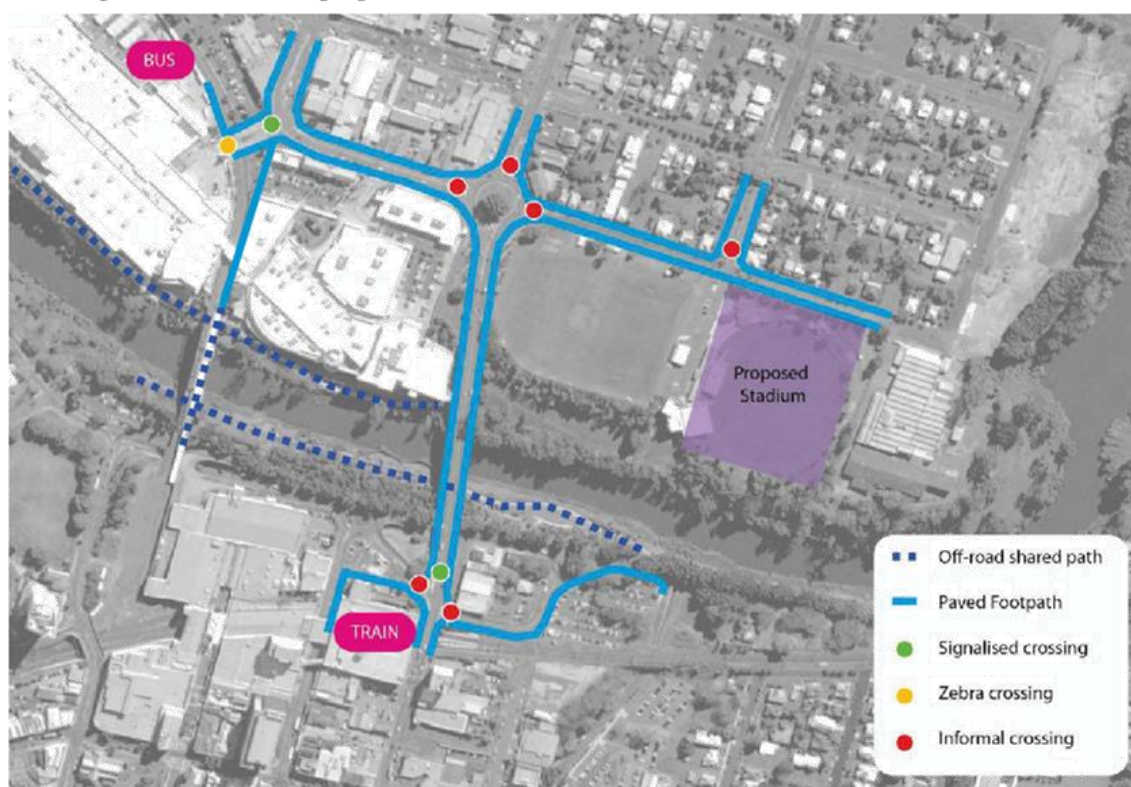 BUS
Proposed
Stadium
TRAIN
Off-road shared path
Paved Footpath
Signalised crossing
Zebra crossing
Informal crossing